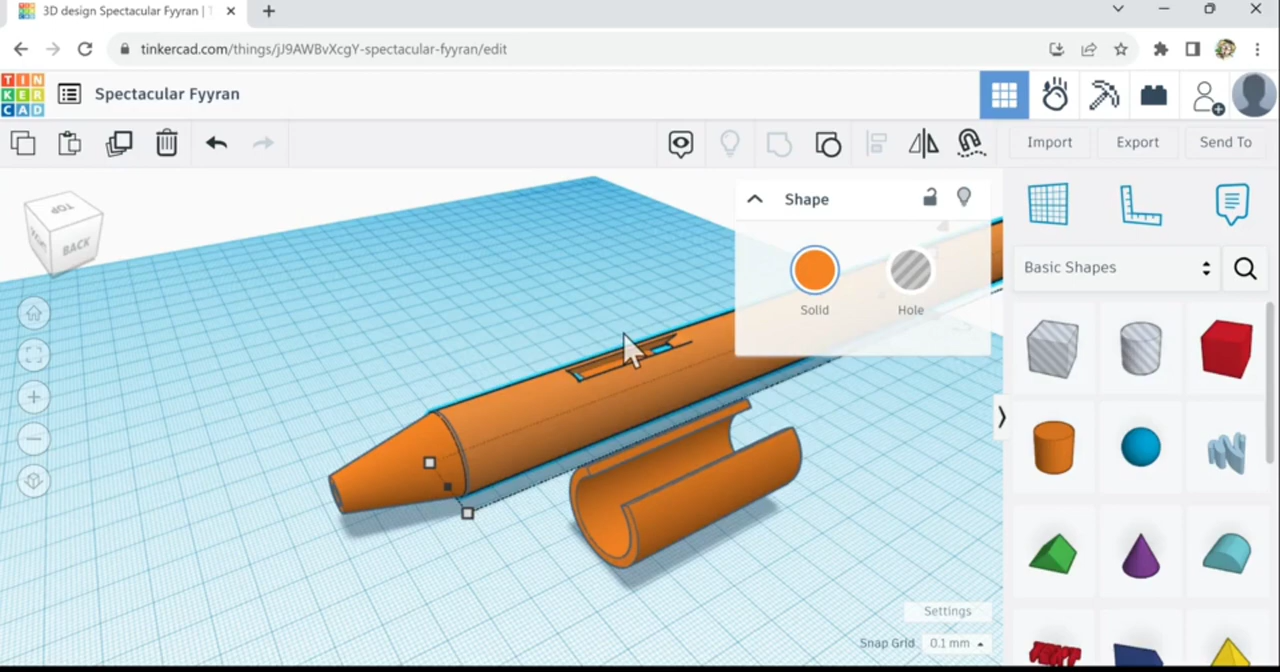 3D design Spectacular Fyyran |
tinkercad.com/things/jJ9AWBvXcgY-spectacular-fyyran/edit
TIN
KER
CAD
Spectacular Fyyran
Import
Export
Send To
Shape
Solid
Hole
TOP
BACK
Basic Shapes
TEXT
Settings
Snap Grid
0.1 mm